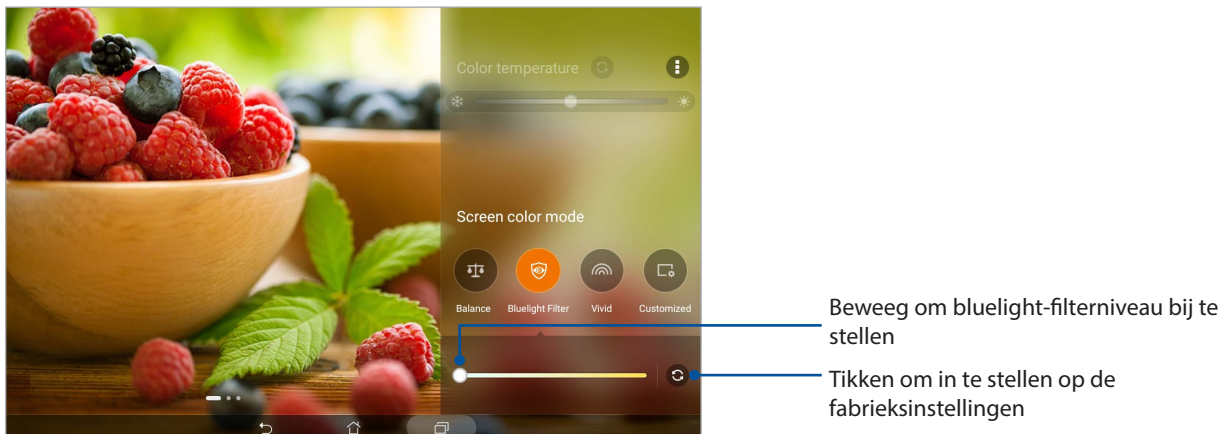 Color temperature
Screen color mode
Balance
Bluelight Filter
Vivid
Customized
Beweeg om bluelight-filterniveau bij te
stellen
Tikken om in te stellen op de
fabrieksinstellingen